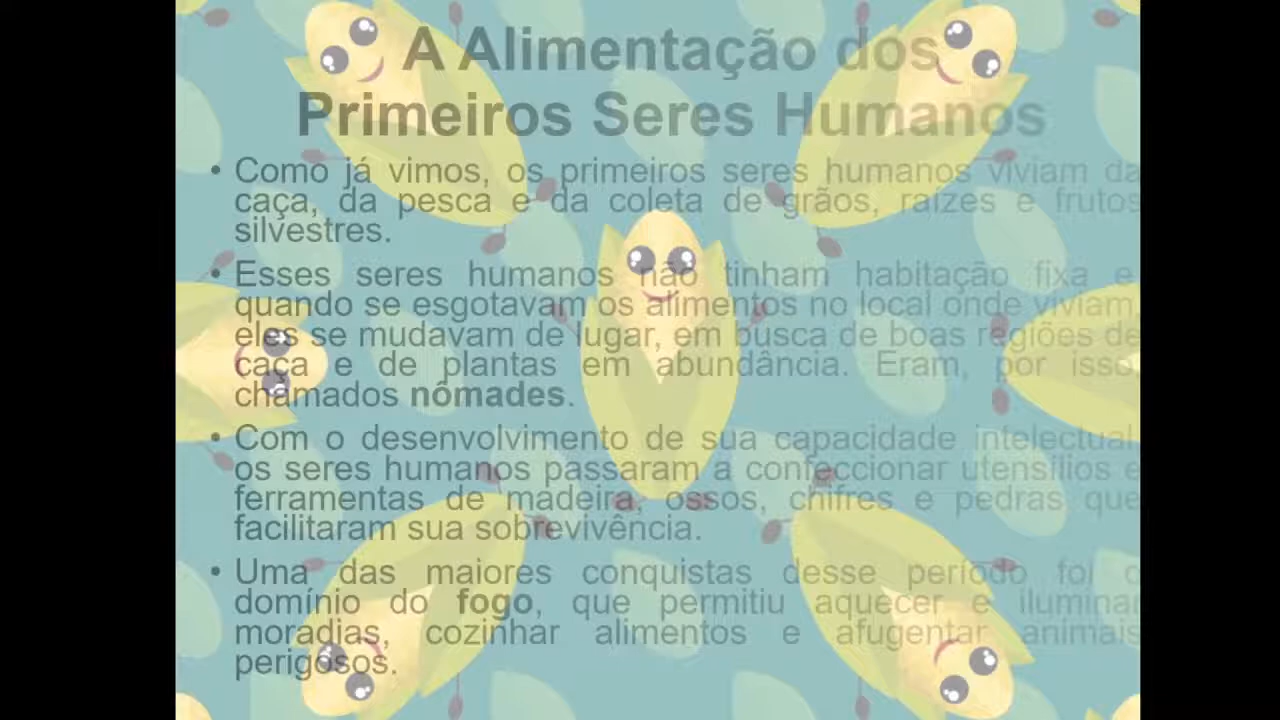 A Alimentação dos
Primeiros Seres Humanos
• Como já vimos, os primeiros seres humanos viviam da
caça, da pesca e da coleta de grãos, raízes e frutos
silvestres.
• Esses seres humanos não tinham habitação fixa e,
quando se esgotavam os alimentos no local onde viviam,
eles se mudavam de lugar, em busca de boas regiões de
caça e de plantas em abundância. Eram, por isso,
chamados nômades.
• Com o desenvolvimento de sua capacidade intelectual,
os seres humanos passaram a confeccionar utensílios e
ferramentas de madeira, ossos, chifres e pedras que
facilitaram sua sobrevivência.
• Uma das maiores conquistas desse período foi o
domínio do fogo, que permitiu aquecer e iluminar
moradias, cozinhar alimentos e afugentar animais
perigosos.